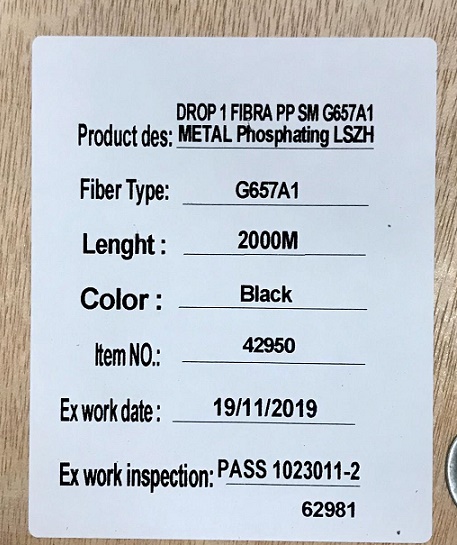 DROP 1 FIBRA PP SM G657A1
Product des: METAL Phosphating LSZH
Fiber Type: G657A1
Lenght : 2000M
Color : Black
Item NO.: 42950
Ex work date : 19/11/2019
Ex work inspection: PASS 1023011-2
62981